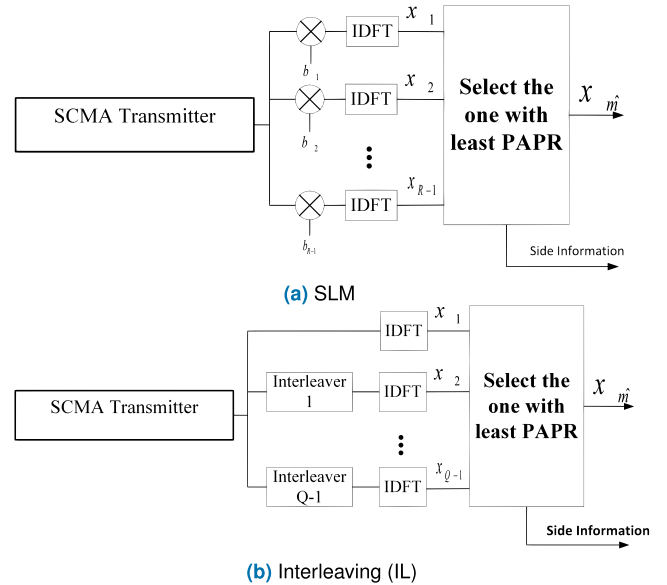 SCMA Transmitter
b 1
IDFT
x 1
b 2
IDFT
x 2
b R-1
IDFT
x R-1
Select the
one with
least PAPR
x m̂
Side Information
(a) SLM
SCMA Transmitter
IDFT
x 1
Interleaver
1
IDFT
x 2
Interleaver
Q-1
IDFT
x Q-1
Select the
one with
least PAPR
x m̂
Side Information
(b) Interleaving (IL)